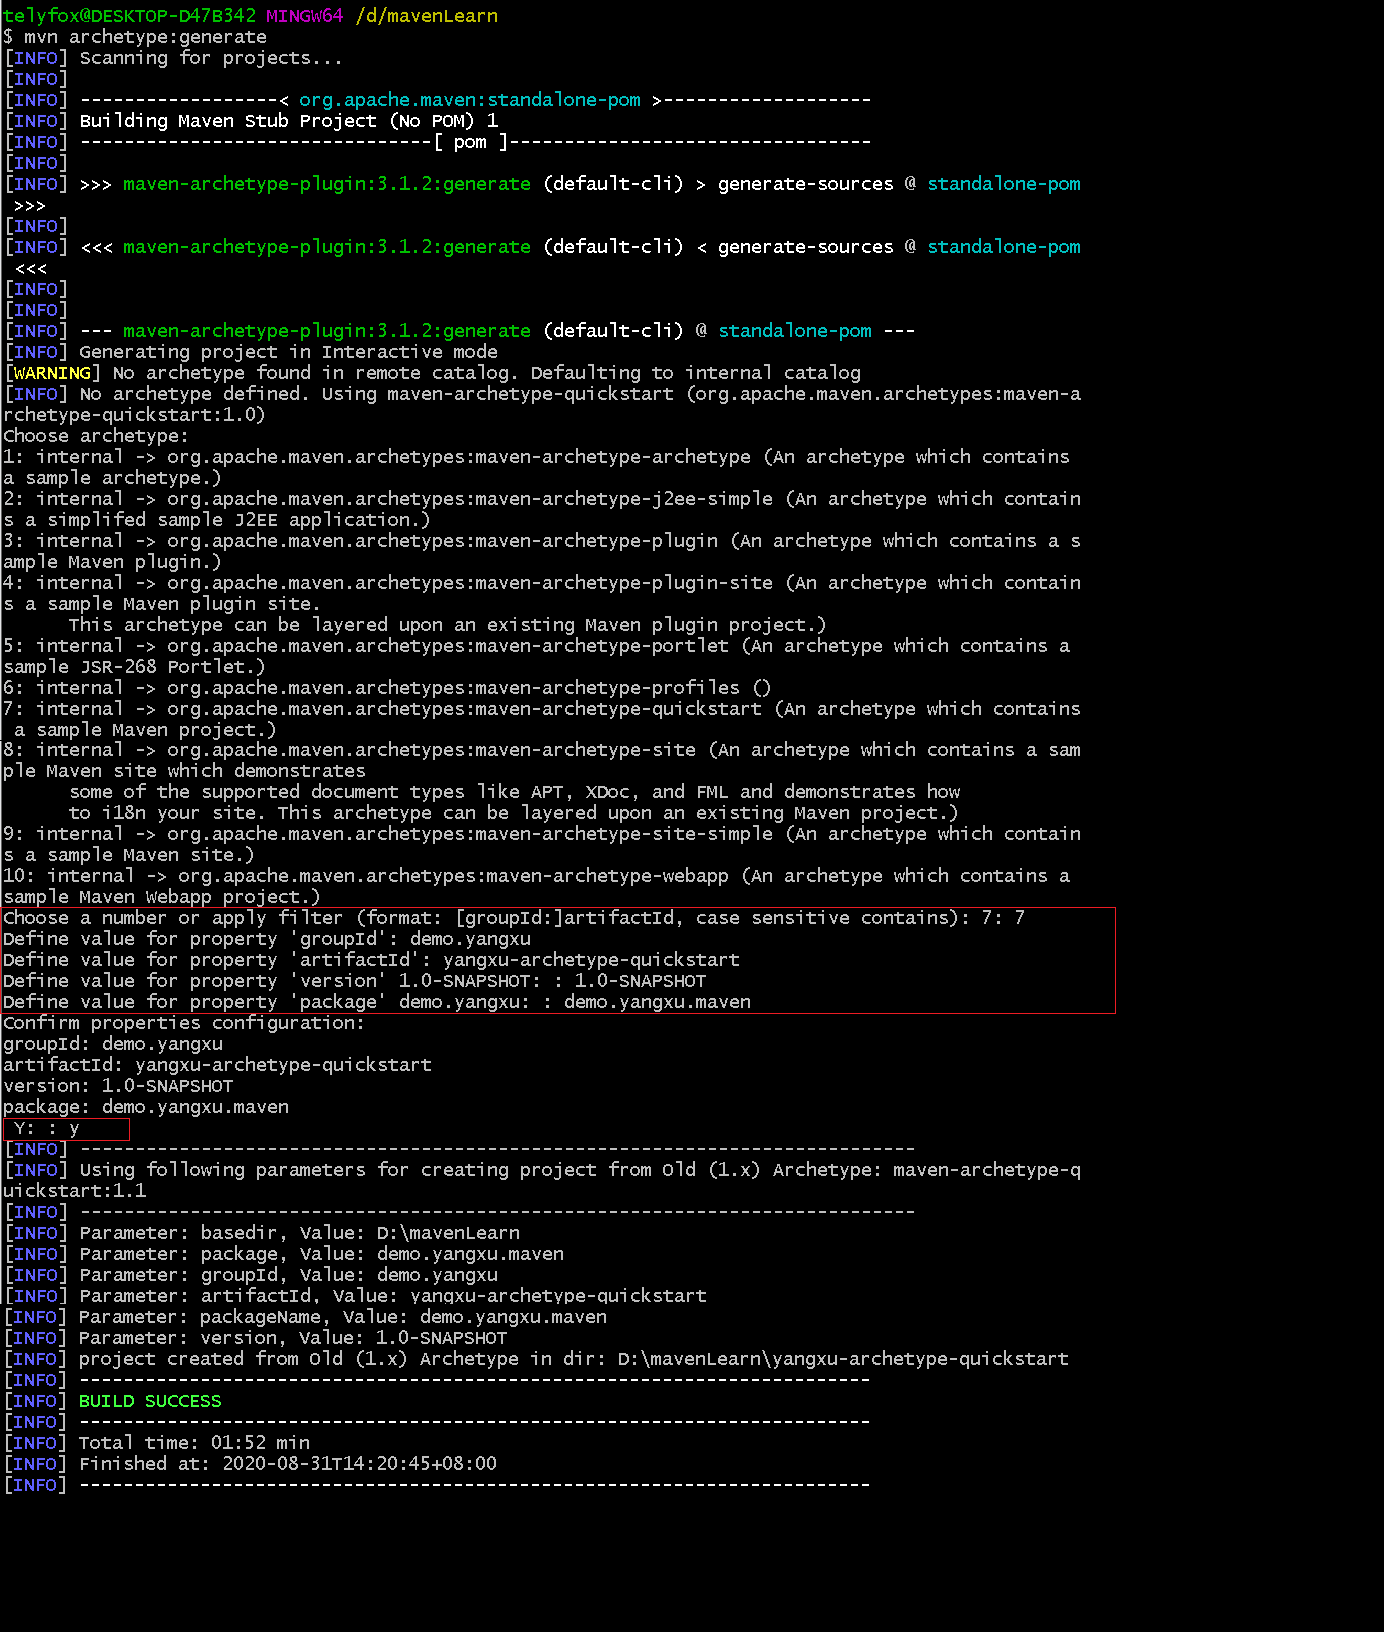 telyfox@DESKTOP-D47B342 MINGW64 /d/mavenLearn
$ mvn archetype:generate
[INFO] Scanning for projects...
[INFO]
[INFO] ------------------< org.apache.maven:standalone-pom >-------------------
[INFO] Building Maven Stub Project (No POM) 1
[INFO] --------------------------------[ pom ]---------------------------------
[INFO]
[INFO] >>> maven-archetype-plugin:3.1.2:generate (default-cli) > generate-sources @ standalone-pom
 >>>
[INFO]
[INFO] <<< maven-archetype-plugin:3.1.2:generate (default-cli) < generate-sources @ standalone-pom
 <<<
[INFO]
[INFO]
[INFO] --- maven-archetype-plugin:3.1.2:generate (default-cli) @ standalone-pom ---
[INFO] Generating project in Interactive mode
[WARNING] No archetype found in remote catalog. Defaulting to internal catalog
[INFO] No archetype defined. Using maven-archetype-quickstart (org.apache.maven.archetypes:maven-a
rchetype-quickstart:1.0)
Choose archetype:
1: internal -> org.apache.maven.archetypes:maven-archetype-archetype (An archetype which contains
a sample archetype.)
2: internal -> org.apache.maven.archetypes:maven-archetype-j2ee-simple (An archetype which contain
s a simplifed sample J2EE application.)
3: internal -> org.apache.maven.archetypes:maven-archetype-plugin (An archetype which contains a s
ample Maven plugin.)
4: internal -> org.apache.maven.archetypes:maven-archetype-plugin-site (An archetype which contain
s a sample Maven plugin site.
      This archetype can be layered upon an existing Maven plugin project.)
5: internal -> org.apache.maven.archetypes:maven-archetype-portlet (An archetype which contains a
sample JSR-268 Portlet.)
6: internal -> org.apache.maven.archetypes:maven-archetype-profiles ()
7: internal -> org.apache.maven.archetypes:maven-archetype-quickstart (An archetype which contains
 a sample Maven project.)
8: internal -> org.apache.maven.archetypes:maven-archetype-site (An archetype which contains a sam
ple Maven site which demonstrates
      some of the supported document types like APT, XDoc, and FML and demonstrates how
      to i18n your site. This archetype can be layered upon an existing Maven project.)
9: internal -> org.apache.maven.archetypes:maven-archetype-site-simple (An archetype which contain
s a sample Maven site.)
10: internal -> org.apache.maven.archetypes:maven-archetype-webapp (An archetype which contains a
sample Maven Webapp project.)
Choose a number or apply filter (format: [groupId:]artifactId, case sensitive contains): 7: 7
Define value for property 'groupId': demo.yangxu
Define value for property 'artifactId': yangxu-archetype-quickstart
Define value for property 'version' 1.0-SNAPSHOT: : 1.0-SNAPSHOT
Define value for property 'package' demo.yangxu: : demo.yangxu.maven
Confirm properties configuration:
groupId: demo.yangxu
artifactId: yangxu-archetype-quickstart
version: 1.0-SNAPSHOT
package: demo.yangxu.maven
 Y: : y
[INFO] ----------------------------------------------------------------------------
[INFO] Using following parameters for creating project from Old (1.x) Archetype: maven-archetype-q
uickstart:1.1
[INFO] ----------------------------------------------------------------------------
[INFO] Parameter: basedir, Value: D:\mavenLearn
[INFO] Parameter: package, Value: demo.yangxu.maven
[INFO] Parameter: groupId, Value: demo.yangxu
[INFO] Parameter: artifactId, Value: yangxu-archetype-quickstart
[INFO] Parameter: packageName, Value: demo.yangxu.maven
[INFO] Parameter: version, Value: 1.0-SNAPSHOT
[INFO] project created from Old (1.x) Archetype in dir: D:\mavenLearn\yangxu-archetype-quickstart
[INFO] ------------------------------------------------------------------------
[INFO] BUILD SUCCESS
[INFO] ------------------------------------------------------------------------
[INFO] Total time: 01:52 min
[INFO] Finished at: 2020-08-31T14:20:45+08:00
[INFO] ------------------------------------------------------------------------